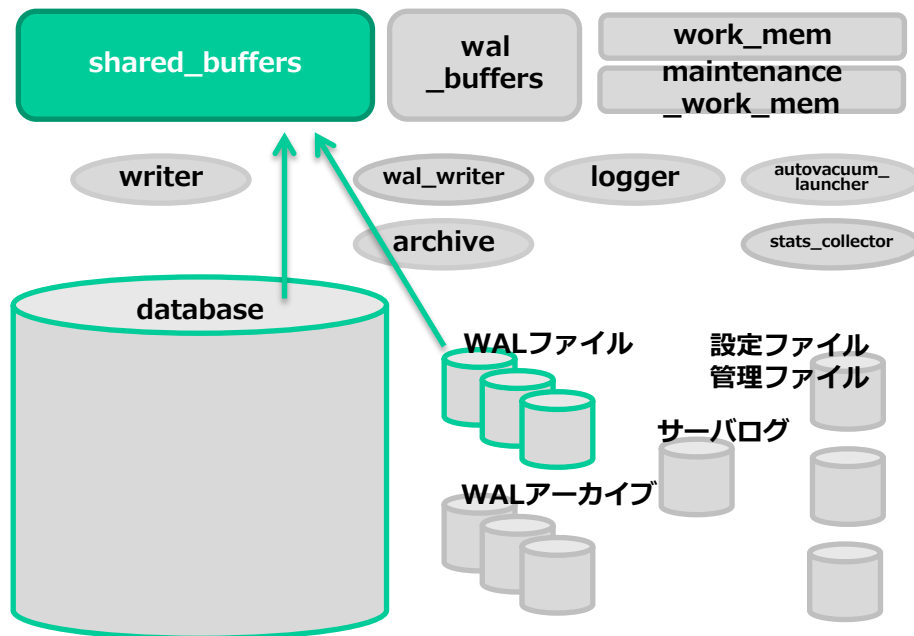 shared_buffers
wal
_buffers
work_mem
maintenance
_work_mem
writer
wal_writer
logger
autovacuum_
launcher
archive
stats_collector
database
WALファイル
設定ファイル
管理ファイル
サーバログ
WALアーカイブ